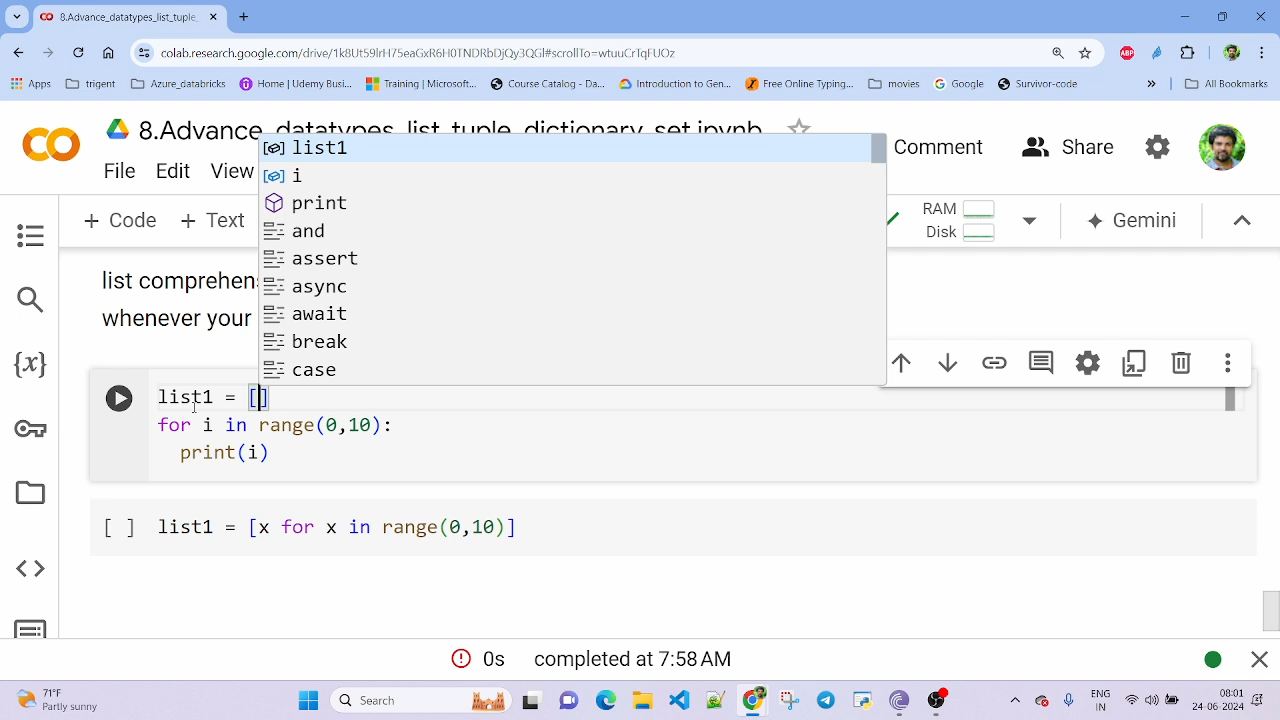 8.Advanced_datatypes_list_tuple_
colab.research.google.com/drive/1k8Ut59lrH75eaGxR6H0TNDRbDjQy3QGl#scrollTo=wtuuCrTqFUOz
ABP
Apps trigent Azure_databricks Home | Udemy Busi... Training | Microsoft... Course Catalog - Da... Introduction to Gen... Free Online Typing... movies Google Survivor-code » All Bookmarks
8.Advance_datatypes_list_tuple_dictionary_set.ipynb
File Edit View
Comment Share
+ Code + Text
RAM
Disk
Gemini
list1
i
print
and
assert
async
await
break
case
list comprehens
whenever your
list1 = []
for i in range(0,10):
print(i)
[ ] list1 = [x for x in range(0,10)]
{x}
0s completed at 7:58 AM
71°F
Partly sunny
Search
ENG
IN
08:01
24-06-2024